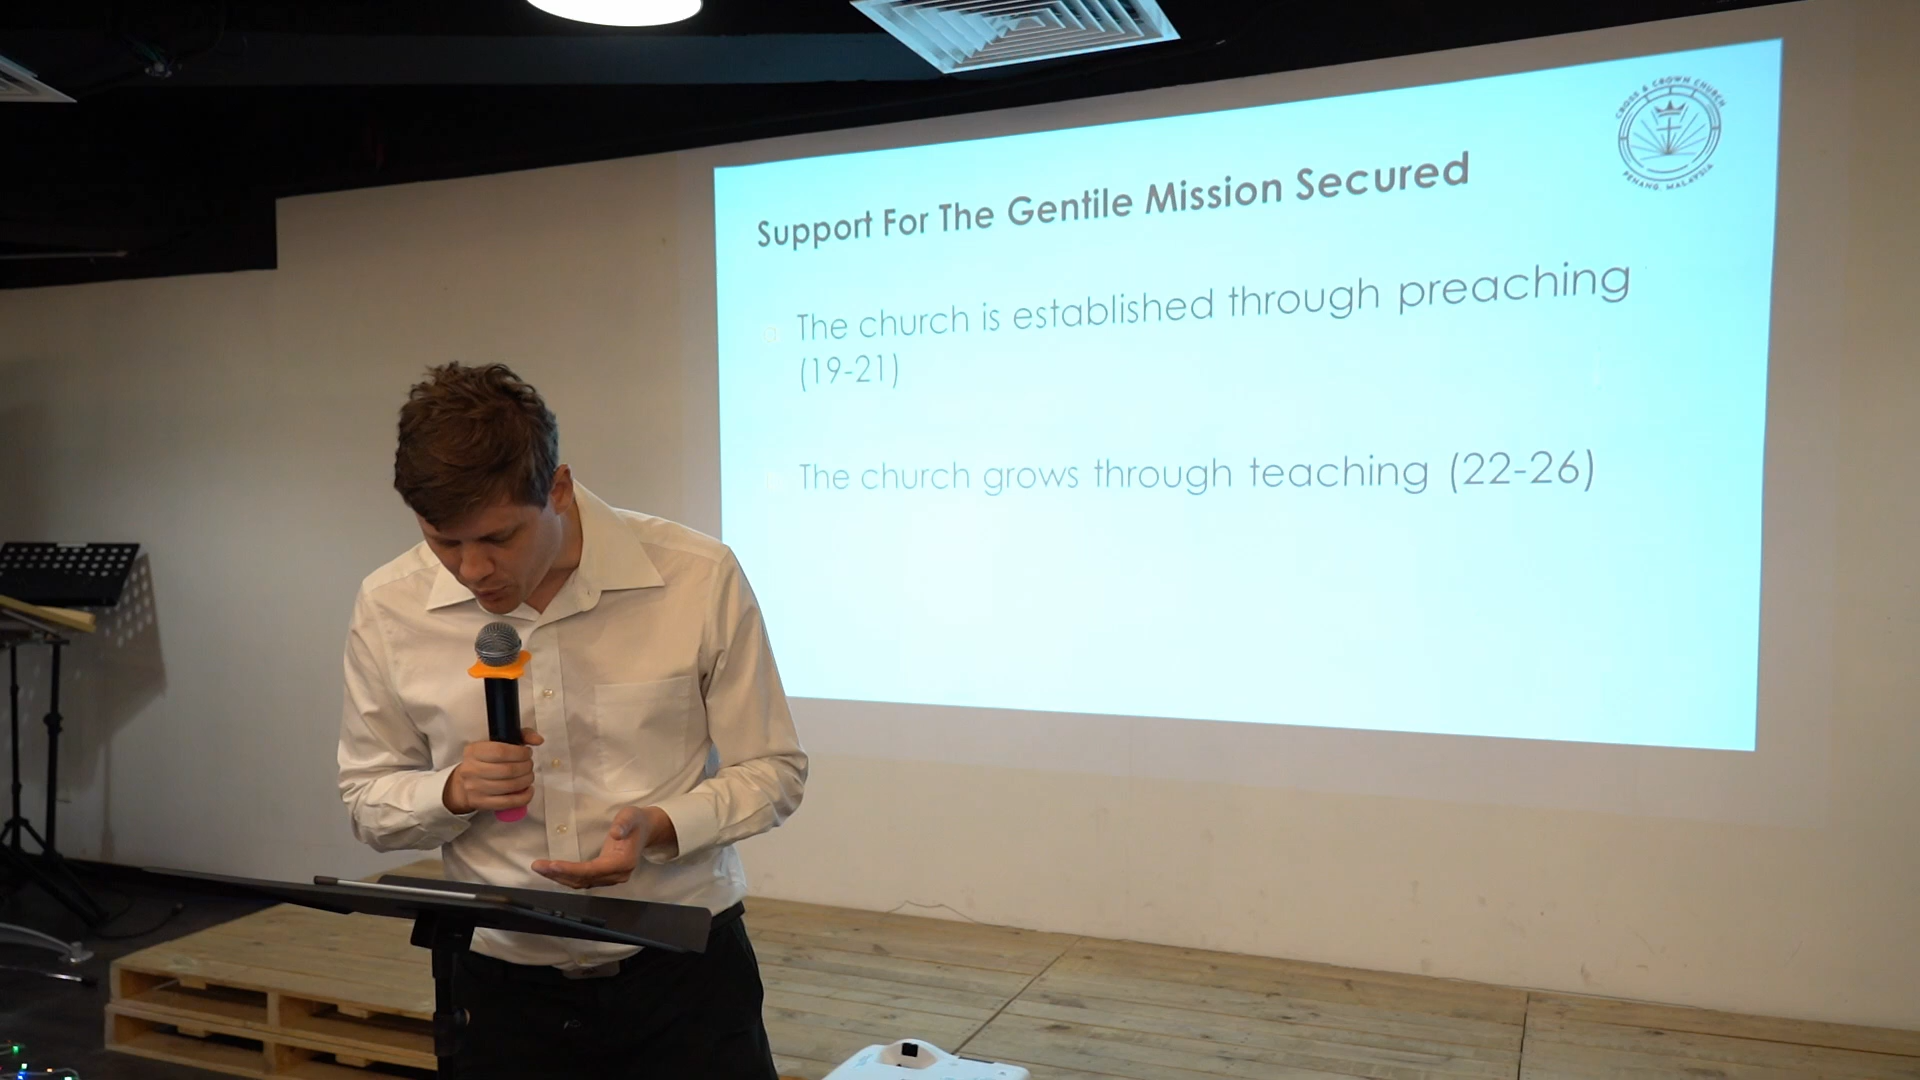 CROSS & CROWN CHURCH
PENANG, MALAYSIA
Support For The Gentile Mission Secured
The church is established through preaching
(19-21)
The church grows through teaching (22-26)